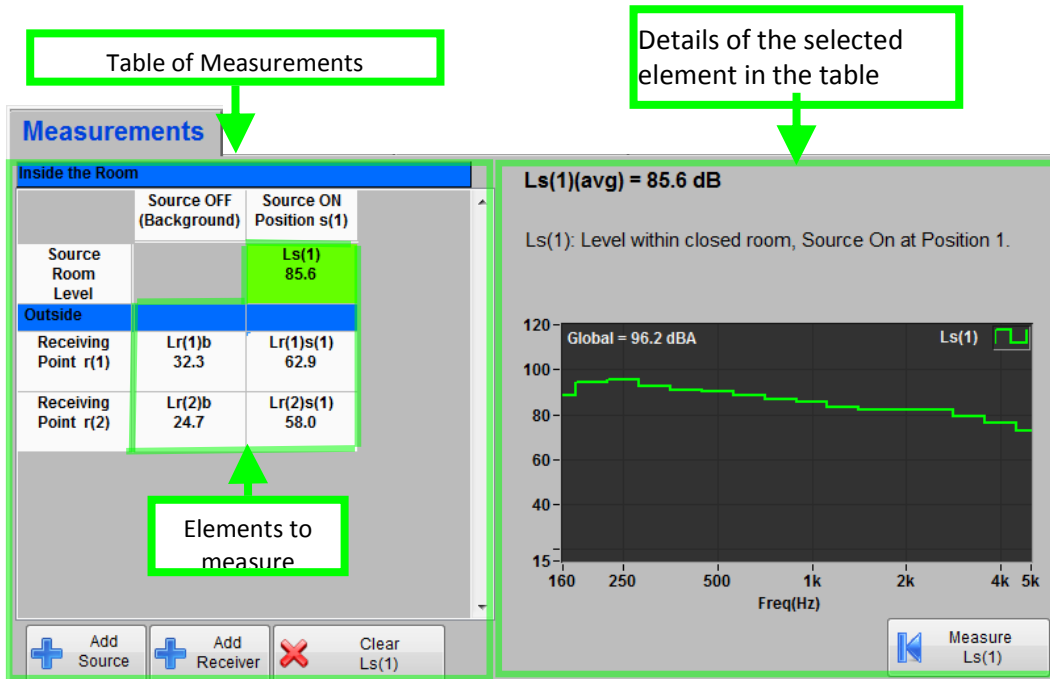 Table of Measurements
Details of the selected
element in the table
Measurements
Inside the Room
Source OFF
(Background)
Source ON
Position s(1)
Source
Room
Level
Ls(1)
85.6
Outside
Receiving
Point r(1)
Lr(1)b
32.3
Lr(1)s(1)
62.9
Receiving
Point r(2)
Lr(2)b
24.7
Lr(2)s(1)
58.0
Elements to
measure
Add
Source
Add
Receiver
Clear
Ls(1)
Ls(1)(avg) = 85.6 dB
Ls(1): Level within closed room, Source On at Position 1.
Global = 96.2 dBA
Ls(1)
120
100
80
60
40
15
160 250 500 1k 2k 4k 5k
Freq(Hz)
Measure
Ls(1)